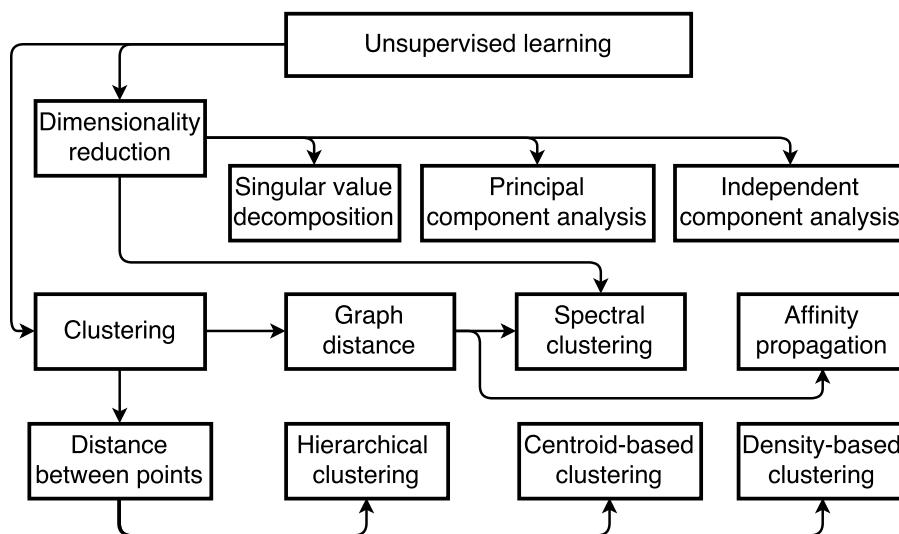 Unsupervised learning
Dimensionality
reduction
Singular value
decomposition
Principal
component analysis
Independent
component analysis
Clustering
Graph
distance
Spectral
clustering
Affinity
propagation
Distance
between points
Hierarchical
clustering
Centroid-based
clustering
Density-based
clustering